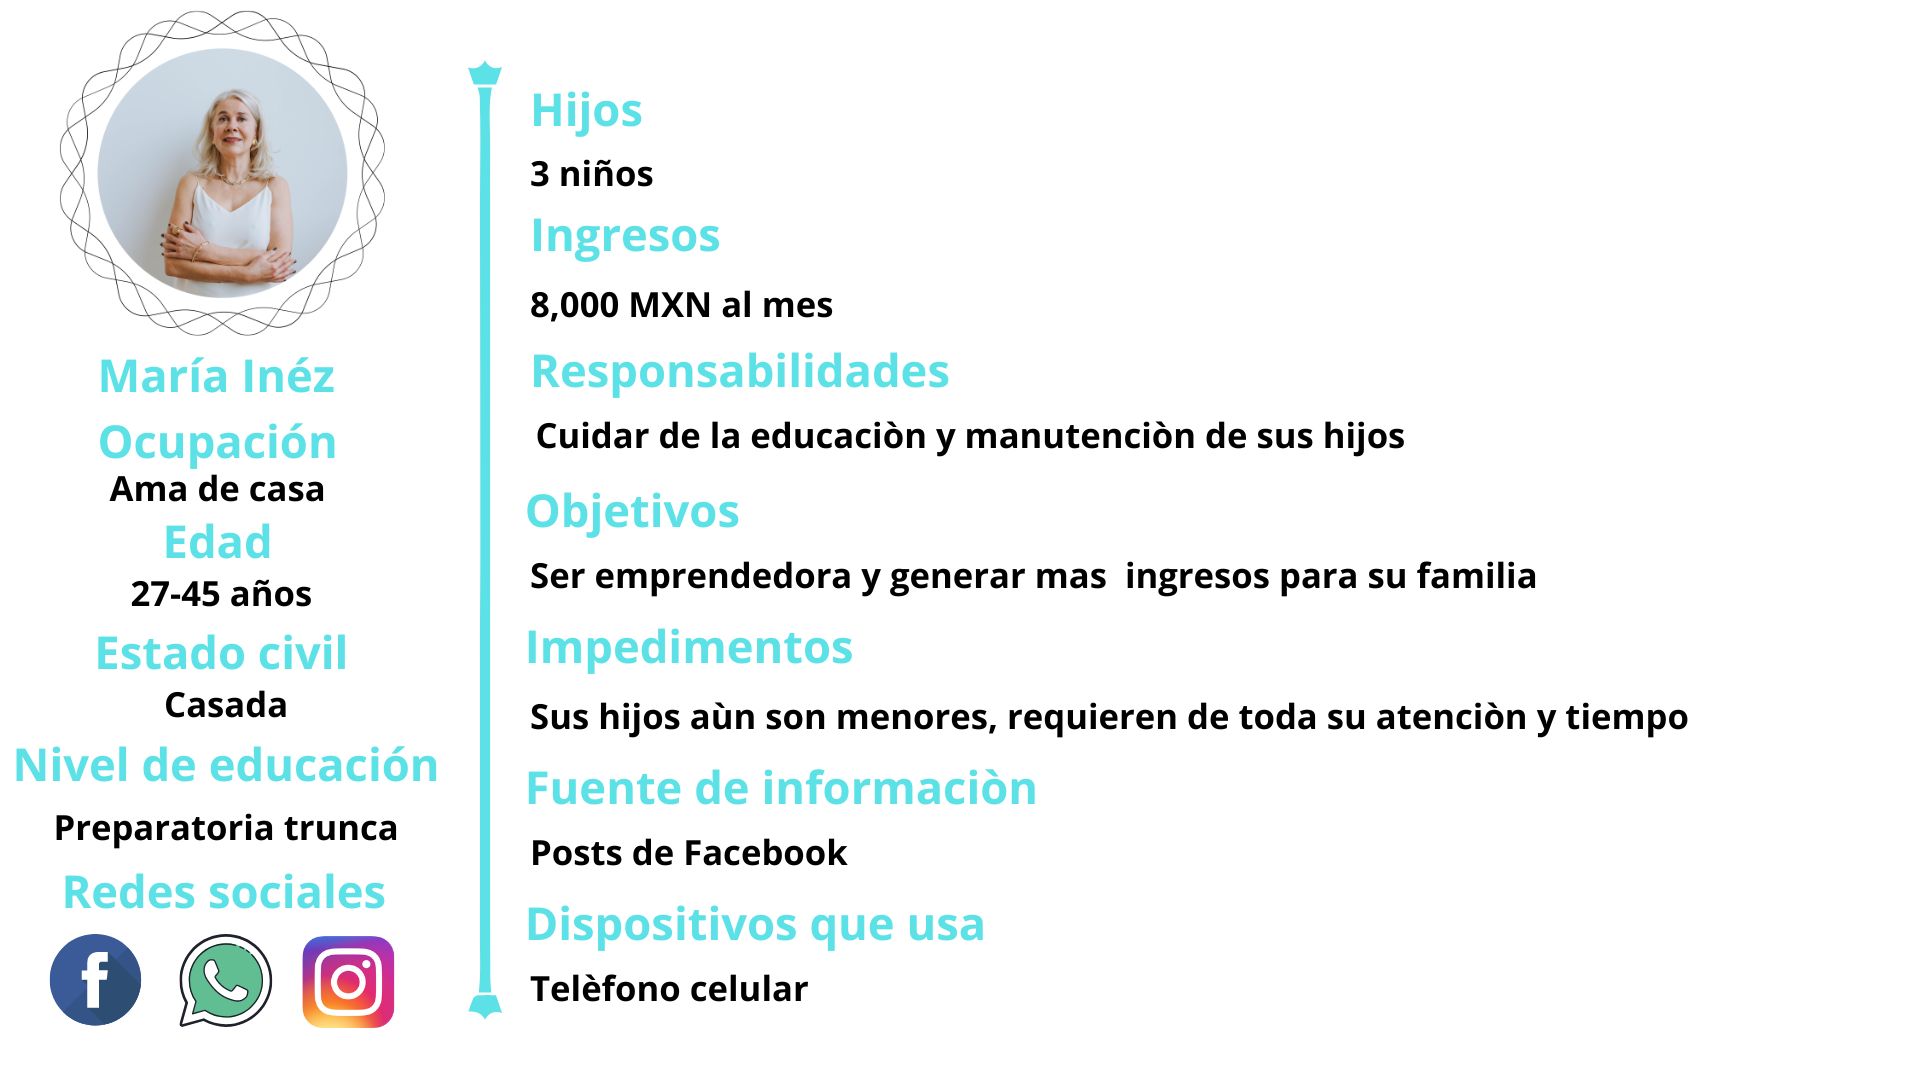 María Inéz
Ocupación
Ama de casa
Edad
27-45 años
Estado civil
Casada
Nivel de educación
Preparatoria trunca
Redes sociales
Hijos
3 niños
Ingresos
8,000 MXN al mes
Responsabilidades
Cuidar de la educaciòn y manutenciòn de sus hijos
Objetivos
Ser emprendedora y generar mas  ingresos para su familia
Impedimentos
Sus hijos aùn son menores, requieren de toda su atenciòn y tiempo
Fuente de informaciòn
Posts de Facebook
Dispositivos que usa
Telèfono celular